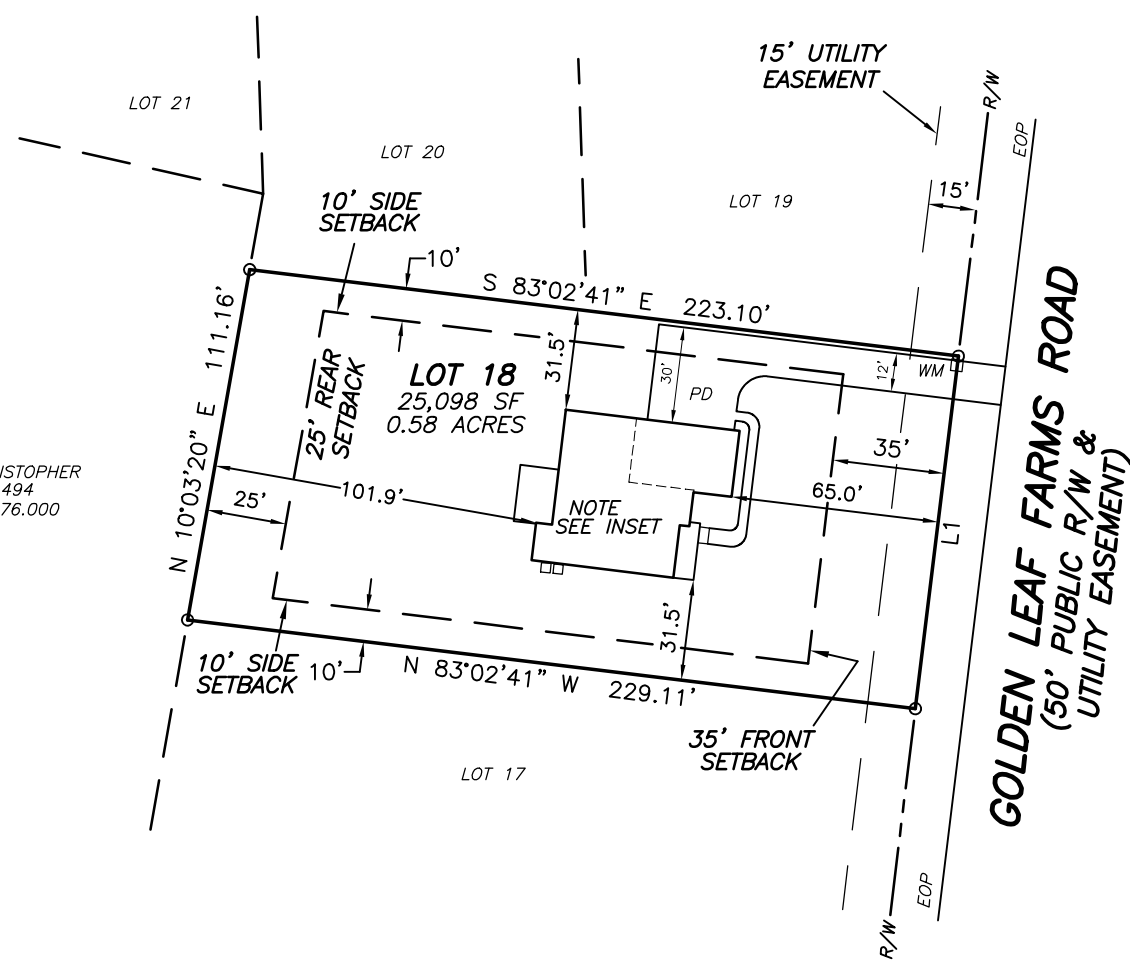 15' UTILITY
EASEMENT
R/W
EOP
LOT 21
LOT 20
LOT 19
15'
10' SIDE
SETBACK
10'
S 83°02'41" E 223.10'
N 10°03'20" E 111.16'
25' REAR
SETBACK
LOT 18
25,098 SF
0.58 ACRES
31.5'
30'
PD
12'
WM
35'
65.0'
L1
ISTOPHER
494
76.000
25'
101.9'
NOTE
SEE INSET
31.5'
10' SIDE
SETBACK
10'
N 83°02'41" W 229.11'
35' FRONT
SETBACK
LOT 17
GOLDEN LEAF FARMS ROAD
(50' PUBLIC R/W &
UTILITY EASEMENT)
EOP
R/W